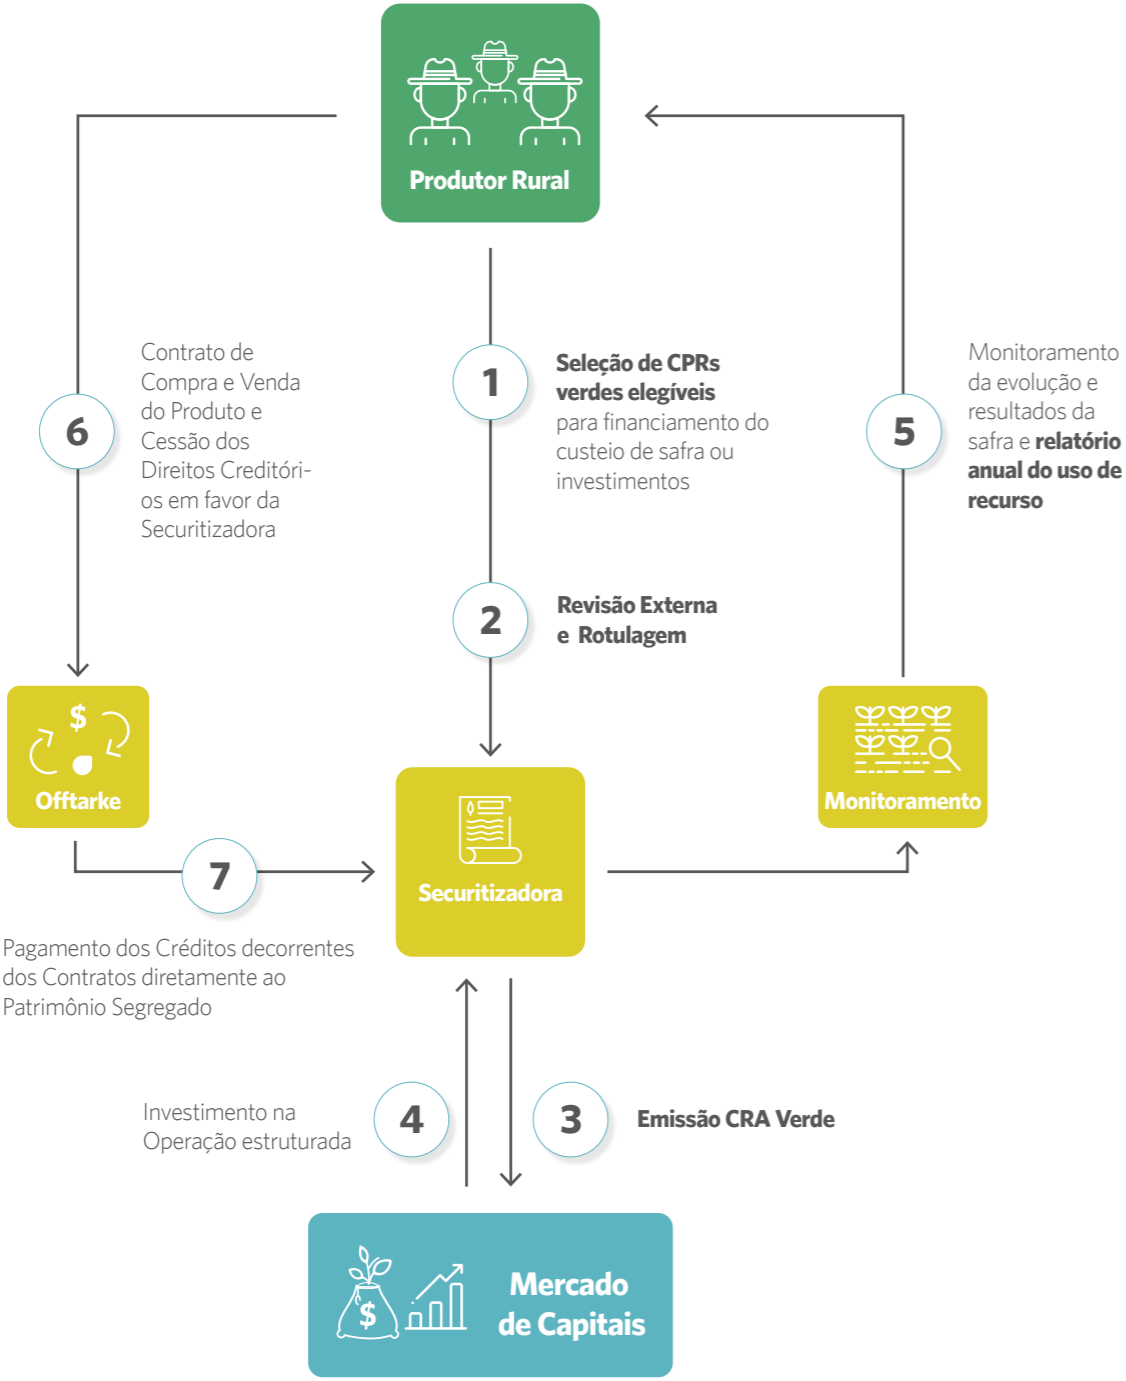 Produtor Rural
1
Seleção de CPRs
verdes elegíveis
para financiamento do
custeio de safra ou
investimentos
2
Revisão Externa
e Rotulagem
6
Contrato de
Compra e Venda
do Produto e
Cessão dos
Direitos Creditóri-
os em favor da
Securitizadora
5
Monitoramento
da evolução e
resultados da
safra e relatório
anual do uso de
recurso
$
Offtarke
Monitoramento
Securitizadora
7
Pagamento dos Créditos decorrentes
dos Contratos diretamente ao
Patrimônio Segregado
Investimento na
Operação estruturada
4
3
Emissão CRA Verde
$
Mercado
de Capitais